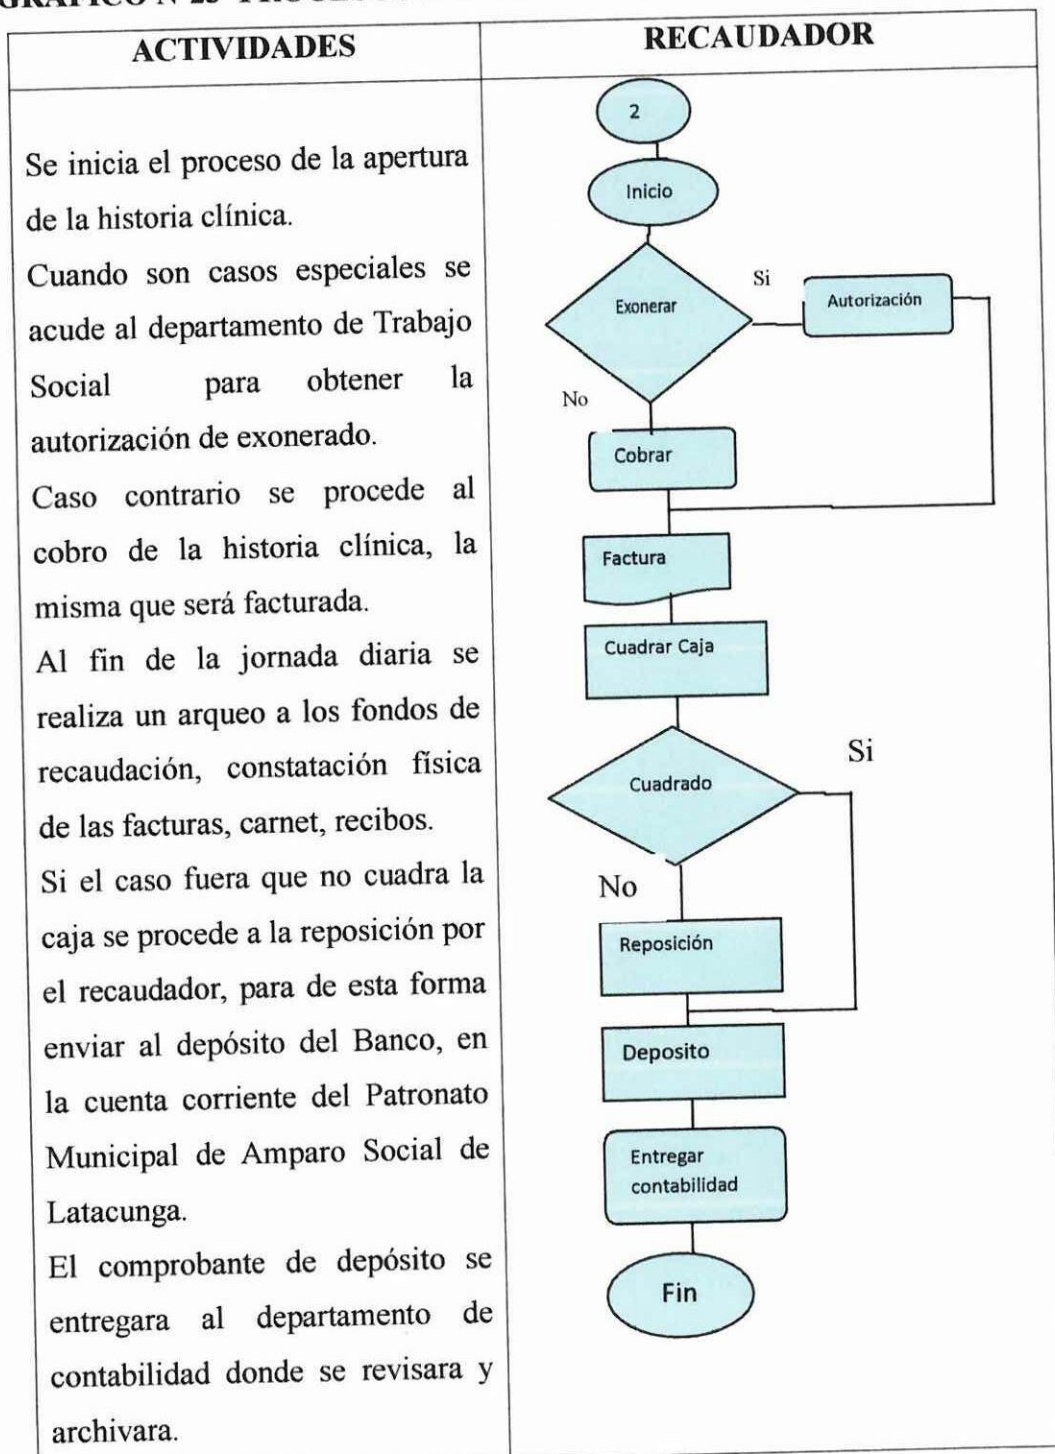 ACTIVIDADES
RECAUDADOR
Se inicia el proceso de la apertura
de la historia clínica.
Cuando son casos especiales se
acude al departamento de Trabajo
Social para obtener la
autorización de exonerado.
Caso contrario se procede al
cobro de la historia clínica, la
misma que será facturada.
Al fin de la jornada diaria se
realiza un arqueo a los fondos de
recaudación, constatación física
de las facturas, carnet, recibos.
Si el caso fuera que no cuadra la
caja se procede a la reposición por
el recaudador, para de esta forma
enviar al depósito del Banco, en
la cuenta corriente del Patronato
Municipal de Amparo Social de
Latacunga.
El comprobante de depósito se
entregara al departamento de
contabilidad donde se revisara y
archivara.
2
Inicio
Exonerar
Si
Autorización
No
Cobrar
Factura
Cuadrar Caja
Cuadrado
Si
No
Reposición
Deposito
Entregar
contabilidad
Fin